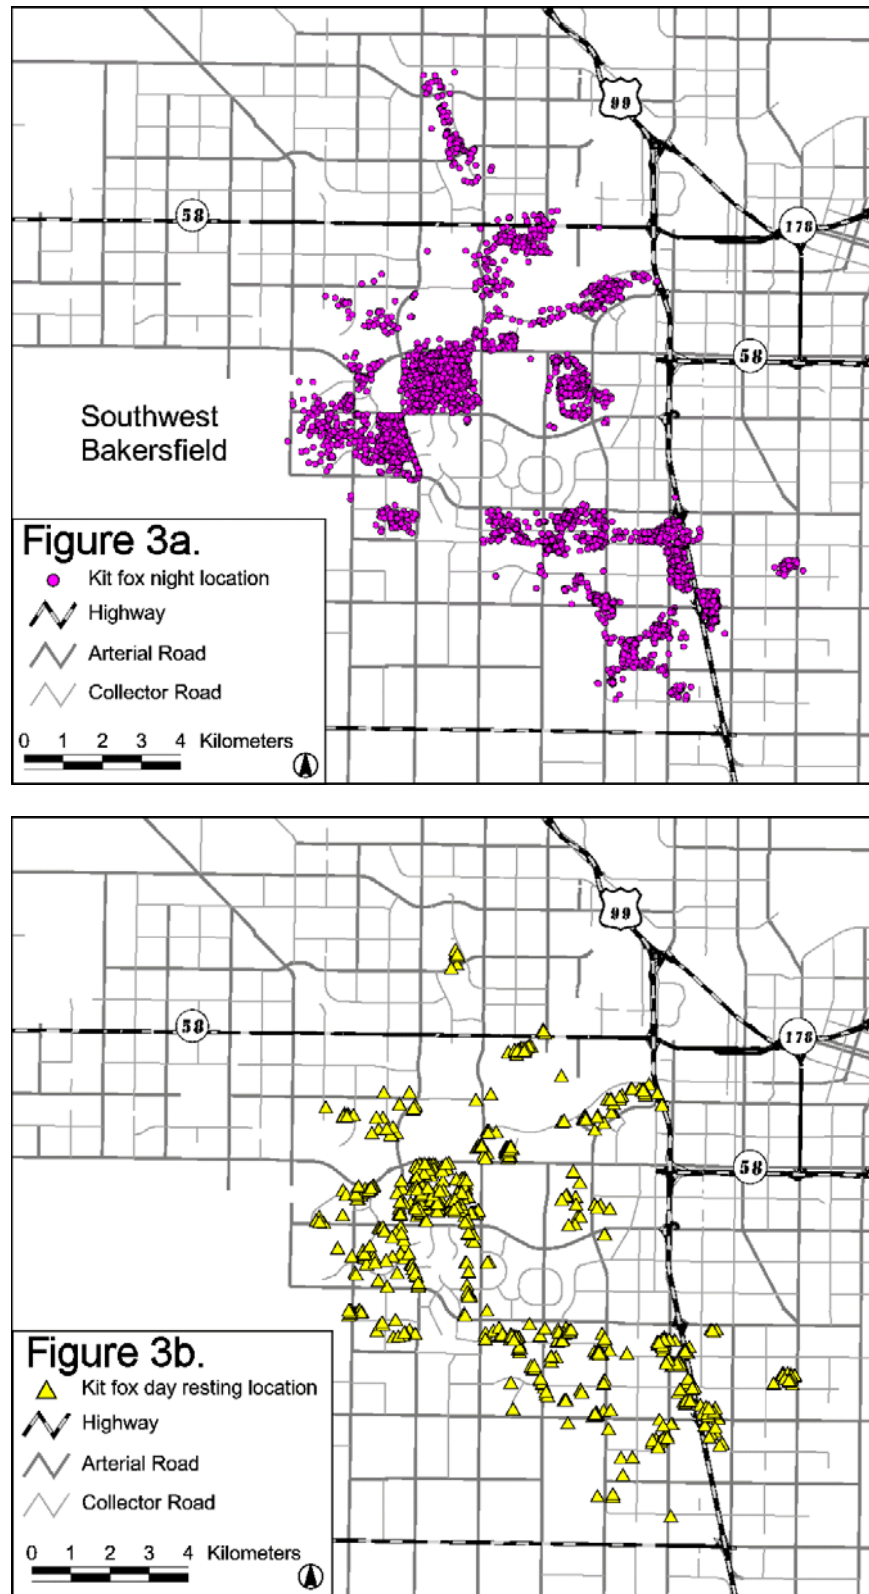 99
58
178
58
Southwest
Bakersfield
Figure 3a.
Kit fox night location
Highway
Arterial Road
Collector Road
0 1 2 3 4 Kilometers
99
58
178
58
Figure 3b.
Kit fox day resting location
Highway
Arterial Road
Collector Road
0 1 2 3 4 Kilometers